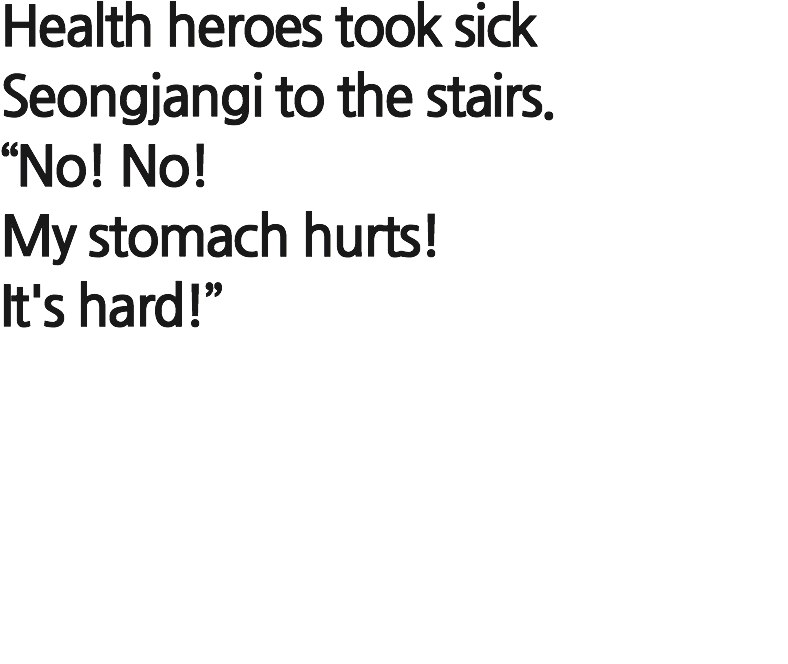 Health heroes took sick
Seongjangi to the stairs.
“No! No!
My stomach hurts!
It's hard!”